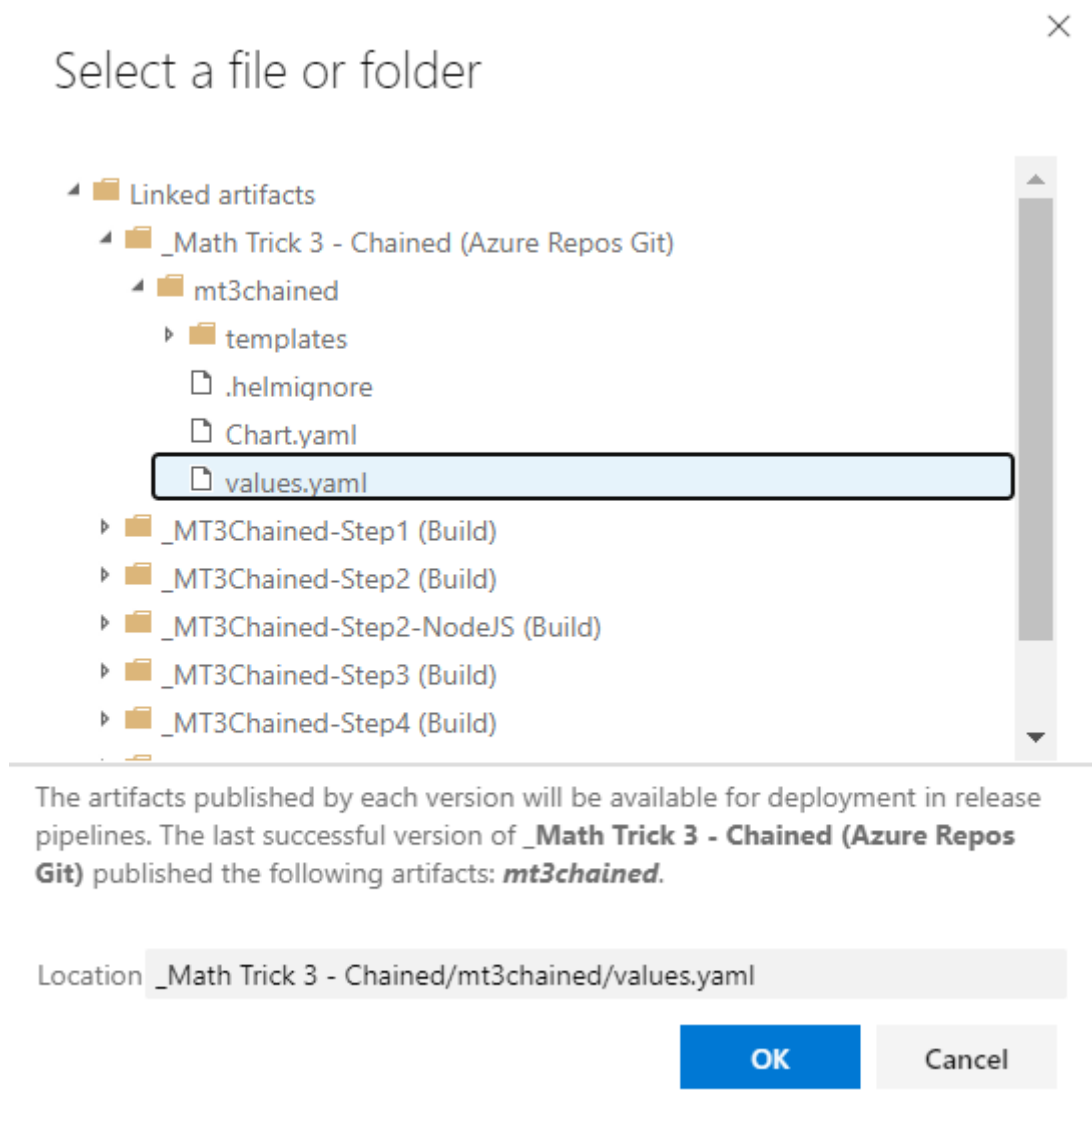 Select a file or folder
Linked artifacts
_Math Trick 3 - Chained (Azure Repos Git)
mt3chained
templates
.helmignore
Chart.yaml
values.yaml
_MT3Chained-Step1 (Build)
_MT3Chained-Step2 (Build)
_MT3Chained-Step2-NodeJS (Build)
_MT3Chained-Step3 (Build)
_MT3Chained-Step4 (Build)
The artifacts published by each version will be available for deployment in release
pipelines. The last successful version of _Math Trick 3 - Chained (Azure Repos
Git) published the following artifacts: mt3chained.
Location _Math Trick 3 - Chained/mt3chained/values.yaml
OK Cancel